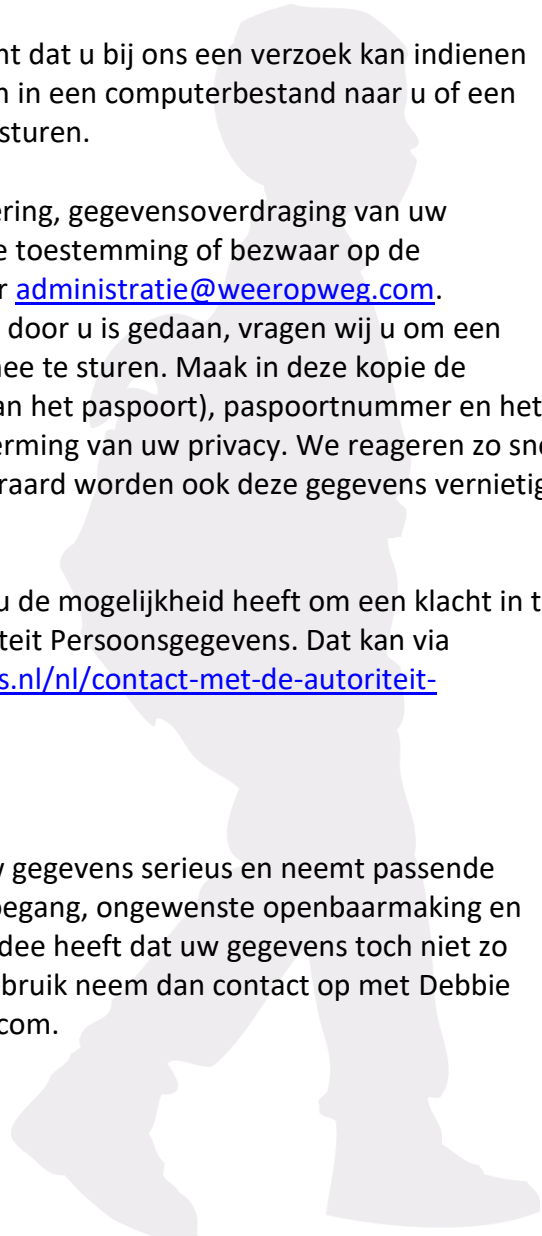 nt dat u bij ons een verzoek kan indienen
n in een computerbestand naar u of een
sturen.
ering, gegevensoverdraging van uw
e toestemming of bezwaar op de
r administratie@weeropweg.com.
door u is gedaan, vragen wij u om een
nee te sturen. Maak in deze kopie de
an het paspoort), paspoortnummer en het
erming van uw privacy. We reageren zo sne
raard worden ook deze gegevens vernietig
u de mogelijkheid heeft om een klacht in t
teit Persoonsgegevens. Dat kan via
s.nl/nl/contact-met-de-autoriteit-
v gegevens serieus en neemt passende
oegang, ongewenste openbaarmaking en
dee heeft dat uw gegevens toch niet zo
bruik neem dan contact op met Debbie
com.